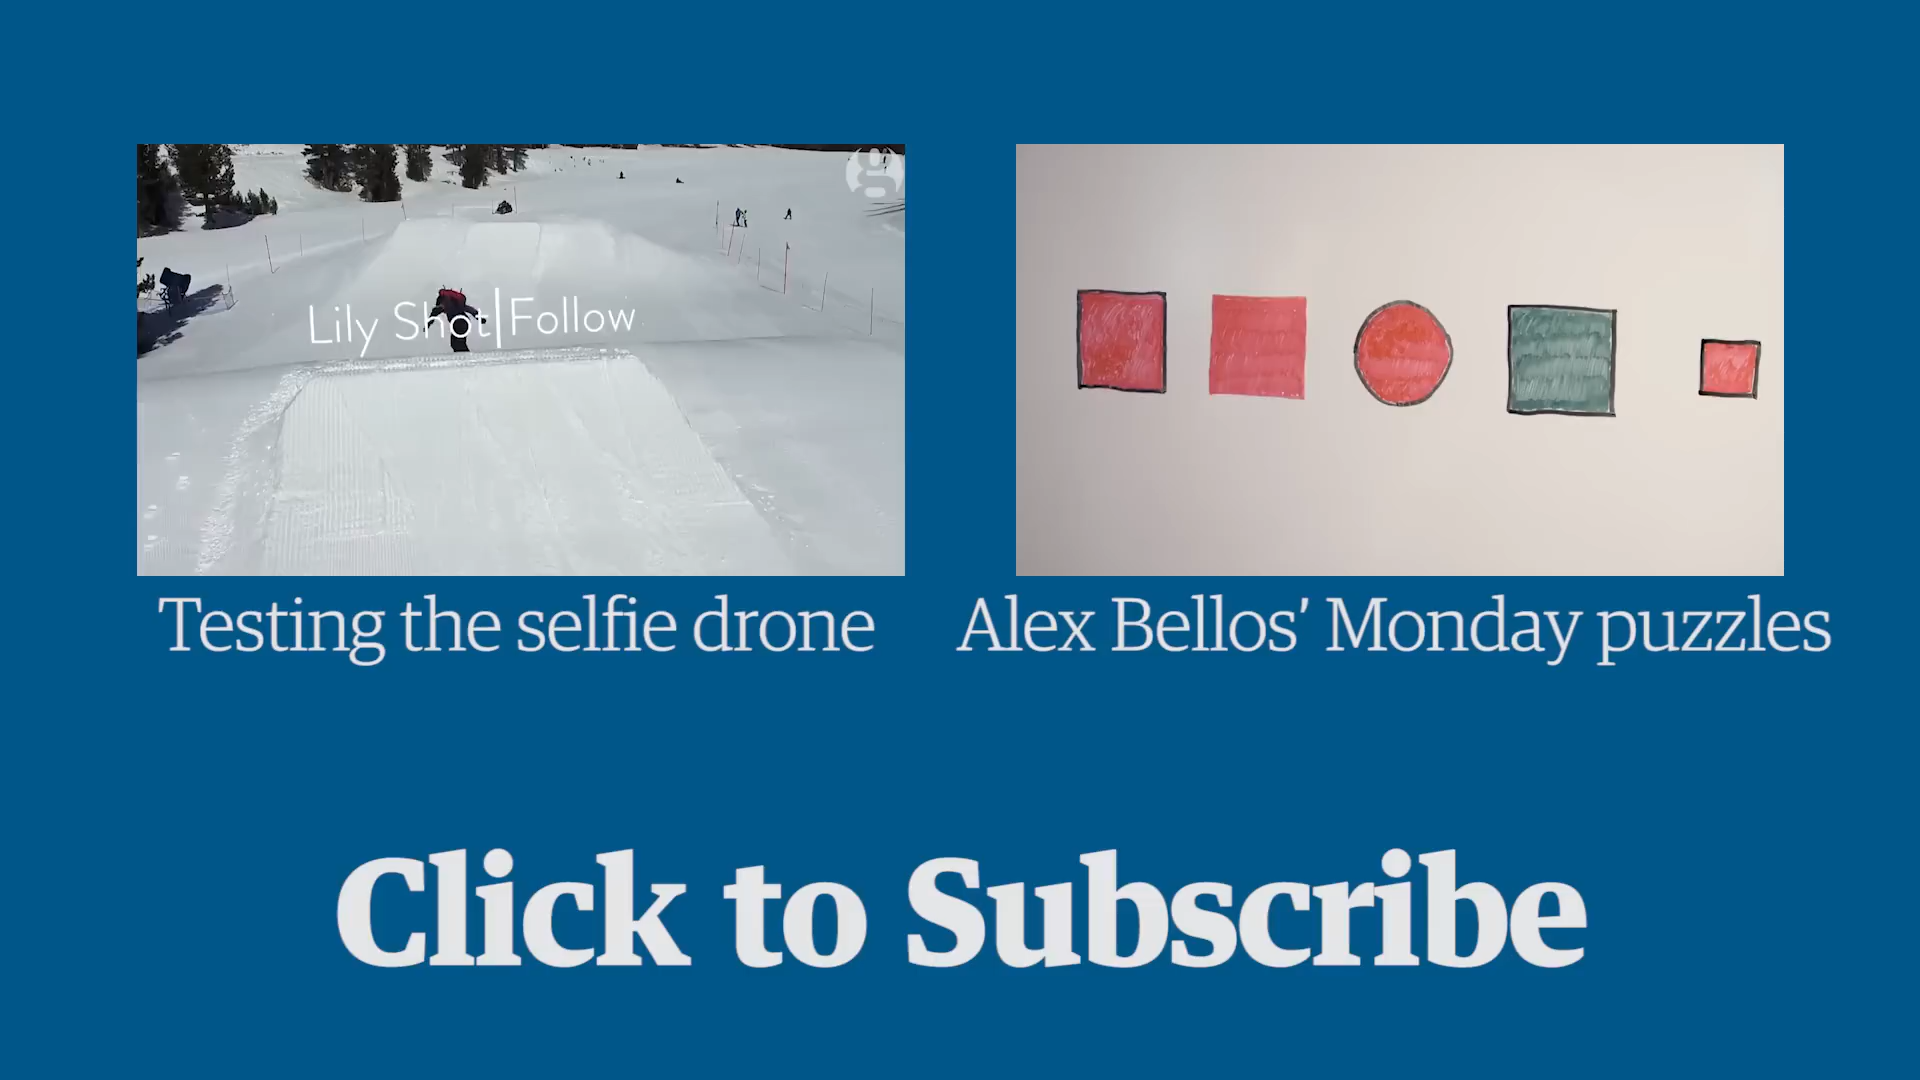 Lily Shot|Follow
Testing the selfie drone
Alex Bellos’ Monday puzzles
Click to Subscribe